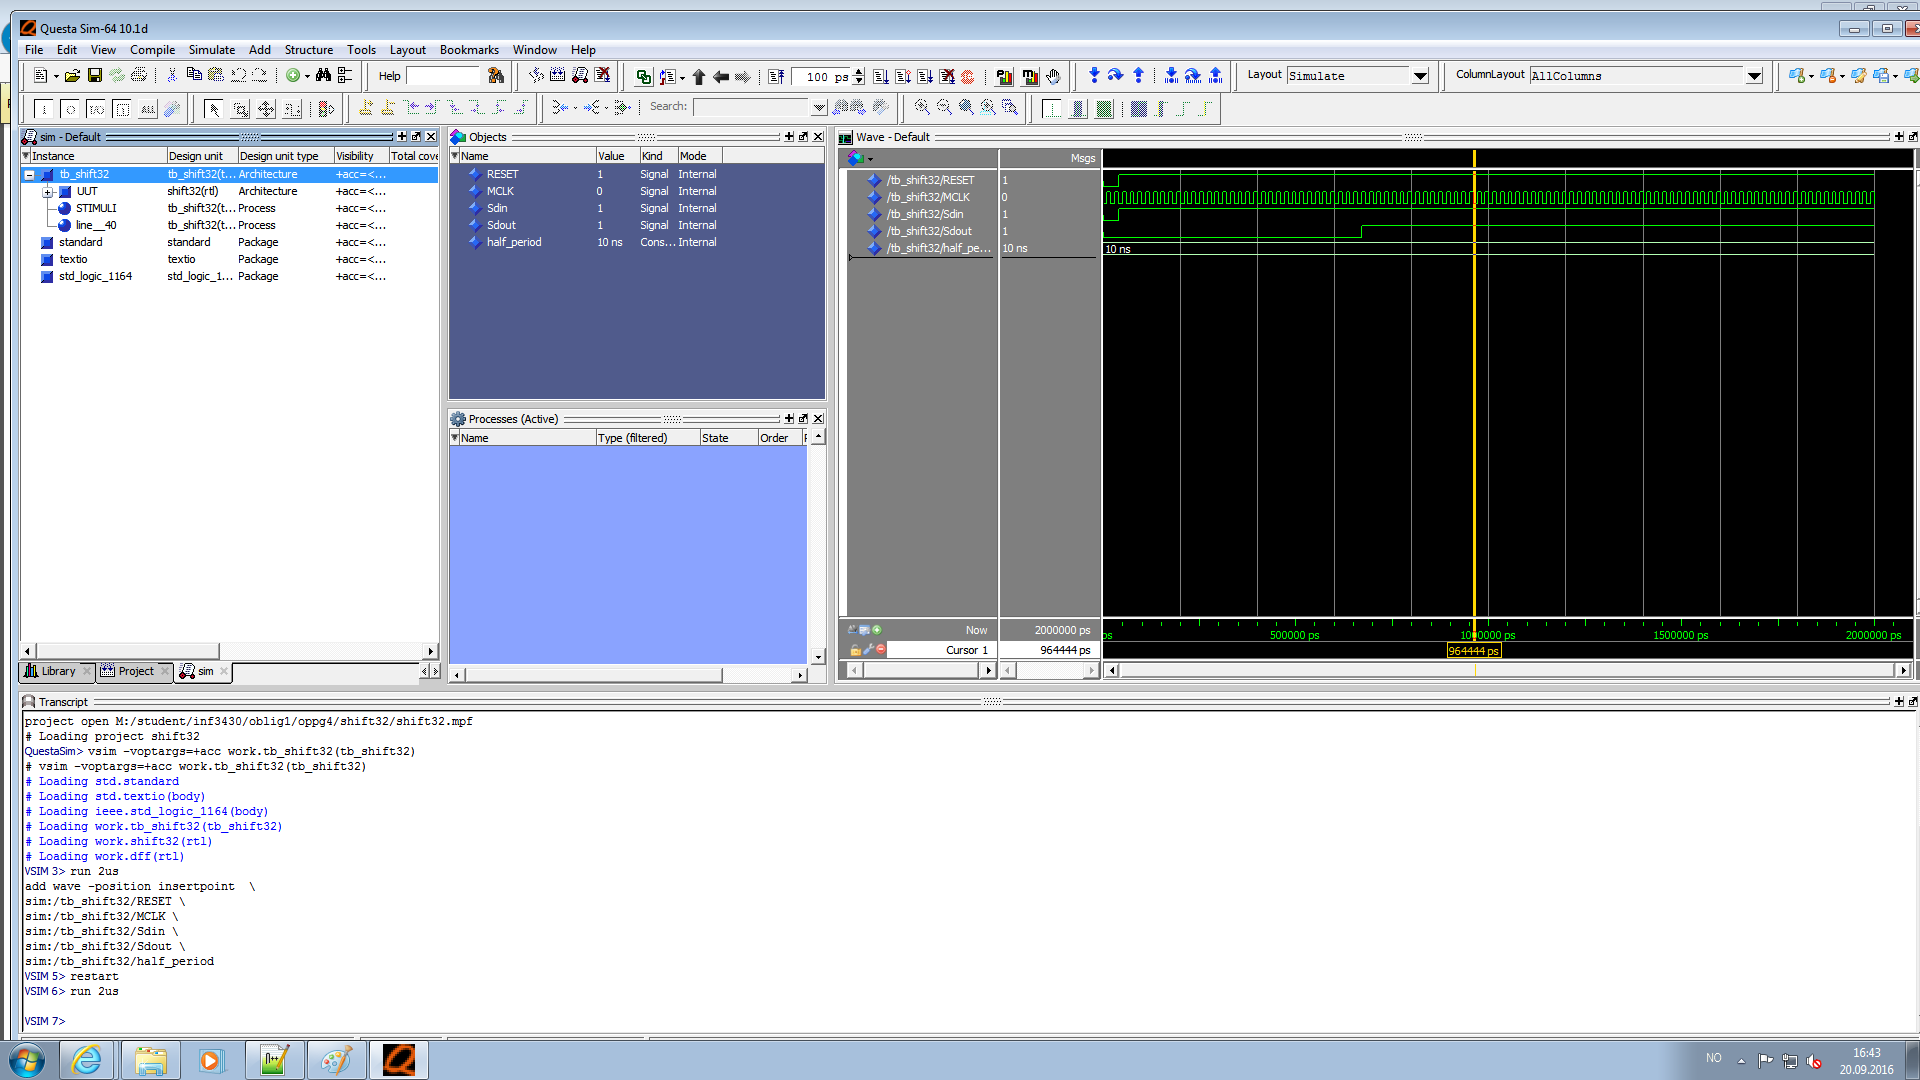 Questa Sim-64 10.1d
File Edit View Compile Simulate Add Structure Tools Layout Bookmarks Window Help
Help
100 ps
Layout Simulate
ColumnLayout AllColumns
Search:
sim - Default
Instance Design unit Design unit type Visibility Total cove
tb_shift32 tb_shift32(t... Architecture +acc=<...
UUT shift32(rtl) Architecture +acc=<...
STIMULI tb_shift32(t... Process +acc=<...
line__40 tb_shift32(t... Process +acc=<...
standard standard Package +acc=<...
textio textio Package +acc=<...
std_logic_1164 std_logic_1... Package +acc=<...
Library Project sim
Objects
Name Value Kind Mode
RESET 1 Signal Internal
MCLK 0 Signal Internal
Sdin 1 Signal Internal
Sdout 1 Signal Internal
half_period 10 ns Cons... Internal
Processes (Active)
Name Type (filtered) State Order
Wave - Default
Msgs
/tb_shift32/RESET 1
/tb_shift32/MCLK 0
/tb_shift32/Sdin 1
/tb_shift32/Sdout 1
/tb_shift32/half_pe... 10 ns 10 ns
Now 2000000 ps ps 500000 ps 1000000 ps 1500000 ps 2000000 ps
Cursor 1 964444 ps 964444 ps
Transcript
project open M:/student/inf3430/oblig1/oppg4/shift32/shift32.mpf
# Loading project shift32
QuestaSim> vsim -voptargs=+acc work.tb_shift32(tb_shift32)
# vsim -voptargs=+acc work.tb_shift32(tb_shift32)
# Loading std.standard
# Loading std.textio(body)
# Loading ieee.std_logic_1164(body)
# Loading work.tb_shift32(tb_shift32)
# Loading work.shift32(rtl)
# Loading work.dff(rtl)
VSIM 3> run 2us
add wave -position insertpoint \
sim:/tb_shift32/RESET \
sim:/tb_shift32/MCLK \
sim:/tb_shift32/Sdin \
sim:/tb_shift32/Sdout \
sim:/tb_shift32/half_period
VSIM 5> restart
VSIM 6> run 2us
VSIM 7>
NO
16:43
20.09.2016